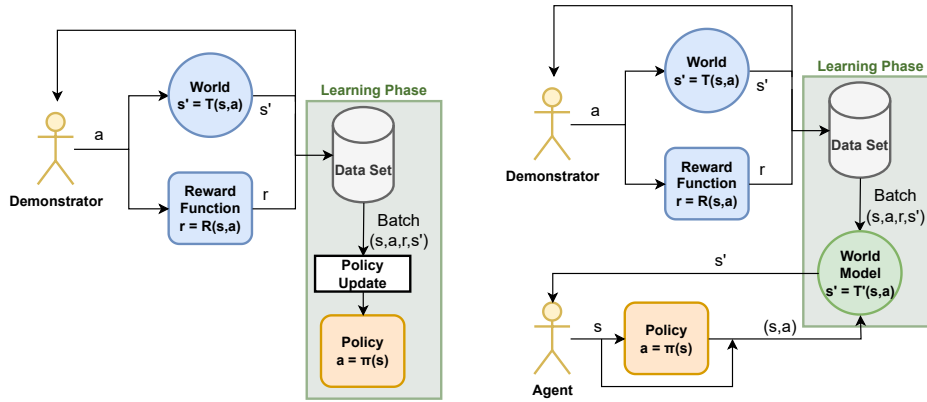 Learning Phase
World
s' = T(s,a)
s'
a
Demonstrator
Data Set
Reward
Function
r = R(s,a)
r
Batch
(s,a,r,s')
Policy
Update
Policy
a = π(s)
Learning Phase
World
s' = T(s,a)
s'
a
Demonstrator
Data Set
Reward
Function
r = R(s,a)
r
Batch
(s,a,r,s')
World
Model
s' = T'(s,a)
s'
s
Policy
a = π(s)
(s,a)
Agent